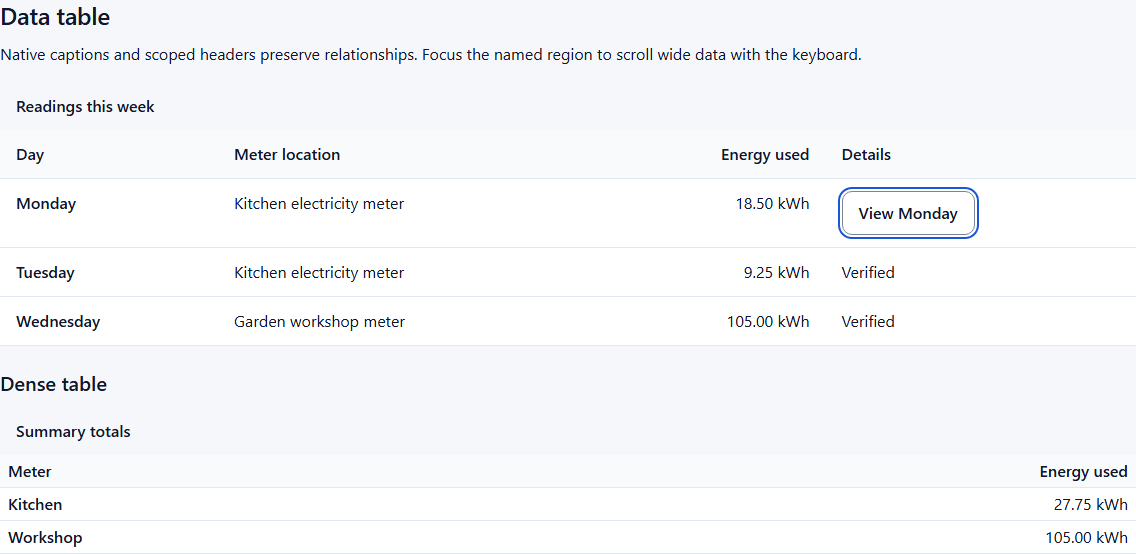 Data table
Native captions and scoped headers preserve relationships. Focus the named region to scroll wide data with the keyboard.
Readings this week
Day Meter location Energy used Details
Monday Kitchen electricity meter 18.50 kWh View Monday
Tuesday Kitchen electricity meter 9.25 kWh Verified
Wednesday Garden workshop meter 105.00 kWh Verified
Dense table
Summary totals
Meter Energy used
Kitchen 27.75 kWh
Workshop 105.00 kWh